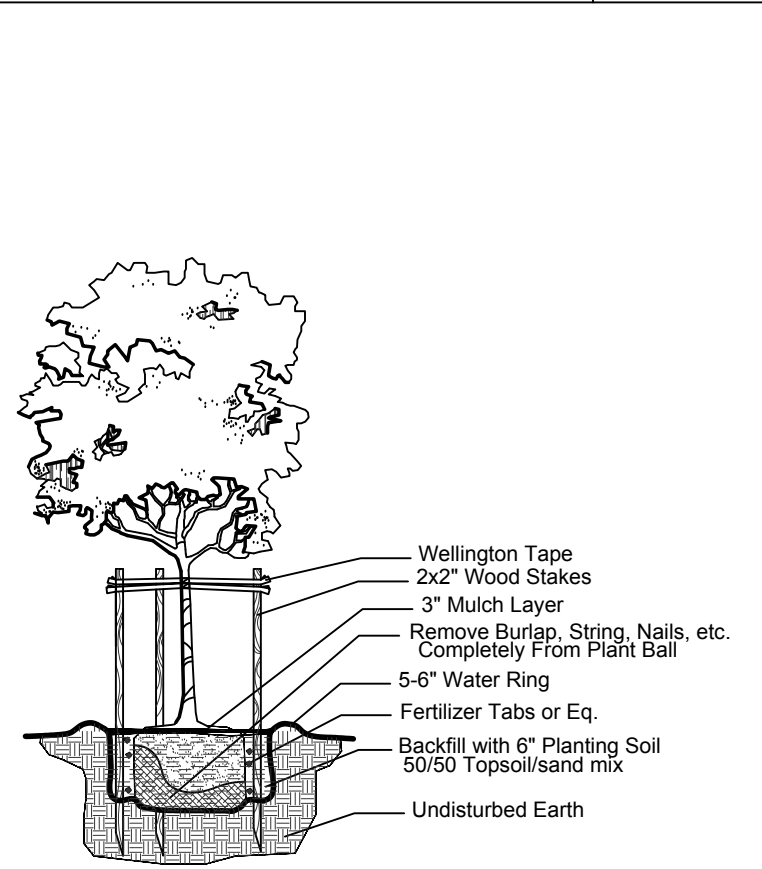 Wellington Tape
2x2" Wood Stakes
3" Mulch Layer
Remove Burlap, String, Nails, etc.
Completely From Plant Ball
5-6" Water Ring
Fertilizer Tabs or Eq.
Backfill with 6" Planting Soil
50/50 Topsoil/sand mix
Undisturbed Earth